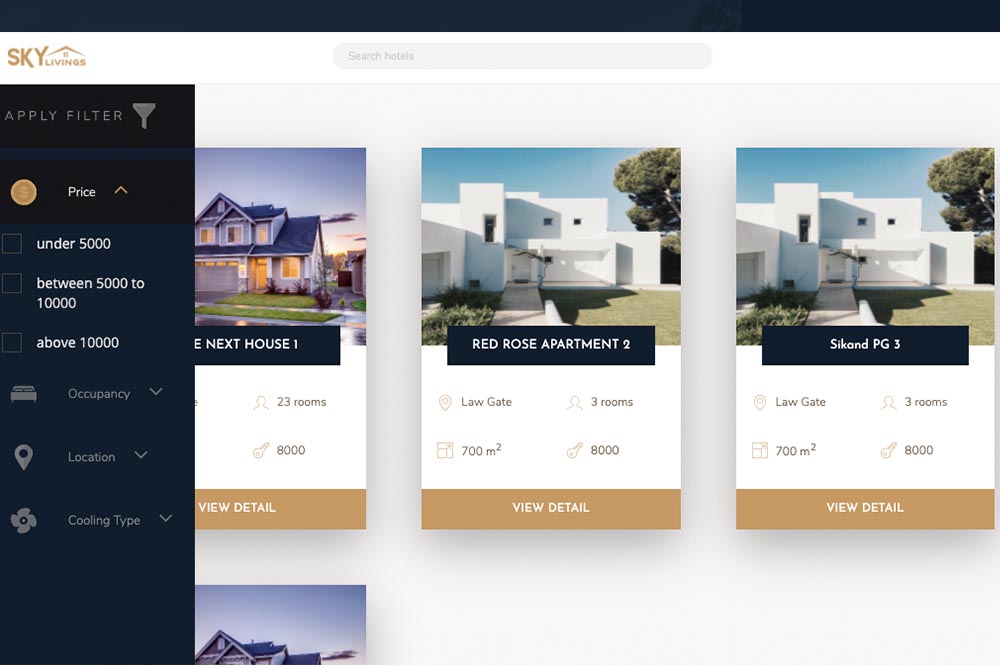 SKY LIVINGS
Search hotels
APPLY FILTER
Price
under 5000
between 5000 to
10000
above 10000
Occupancy
Location
Cooling Type
E NEXT HOUSE 1
23 rooms
8000
VIEW DETAIL
RED ROSE APARTMENT 2
Law Gate
3 rooms
700 m²
8000
VIEW DETAIL
Sikand PG 3
Law Gate
3 rooms
700 m²
8000
VIEW DETAIL